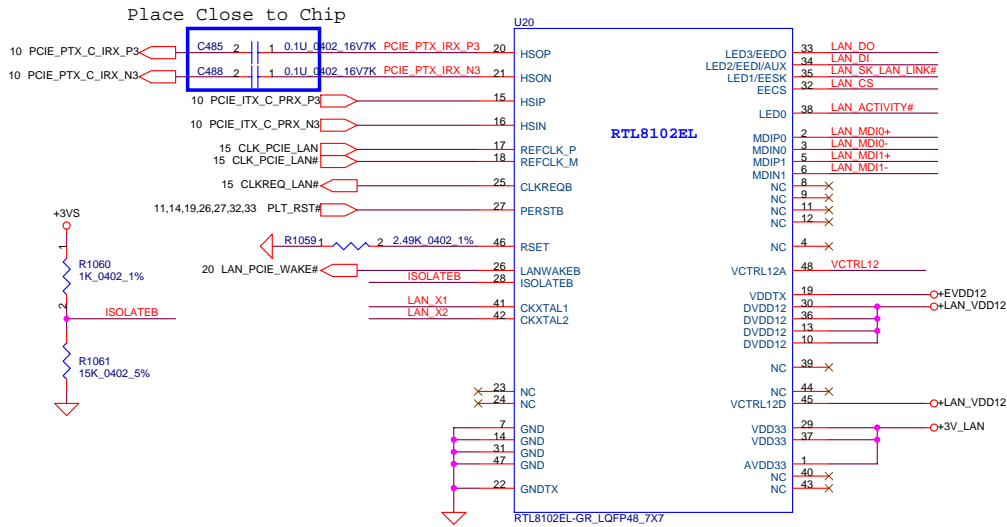 Place Close to Chip
U20
10 PCIE_PTX_C_IRX_P3 C485 2 1 0.1U_0402_16V7K PCIE_PTX_IRX_P3 20 HSOP
10 PCIE_PTX_C_IRX_N3 C488 2 1 0.1U_0402_16V7K PCIE_PTX_IRX_N3 21 HSON
10 PCIE_ITX_C_PRX_P3 15 HSIP
10 PCIE_ITX_C_PRX_N3 16 HSIN
15 CLK_PCIE_LAN 17 REFCLK_P
15 CLK_PCIE_LAN# 18 REFCLK_M
15 CLKREQ_LAN# 25 CLKREQB
11,14,19,26,27,32,33 PLT_RST# 27 PERSTB
R1059 1 2 2.49K_0402_1% 46 RSET
20 LAN_PCIE_WAKE# 26 LANWAKEB
ISOLATEB 28 ISOLATEB
LAN_X1 41 CKXTAL1
LAN_X2 42 CKXTAL2
23 NC
24 NC
7 GND
14 GND
31 GND
47 GND
22 GNDTX
+3VS
1
R1060
1K_0402_1%
2
ISOLATEB
R1061
15K_0402_5%
RTL8102EL
LED3/EEDO 33 LAN_DO
LED2/EEDI/AUX 34 LAN_DI
LED1/EESK 35 LAN_SK_LAN_LINK#
EECS 32 LAN_CS
LED0 38 LAN_ACTIVITY#
MDIP0 2 LAN_MDI0+
MDIN0 3 LAN_MDI0-
MDIP1 5 LAN_MDI1+
MDIN1 6 LAN_MDI1-
NC 8
NC 9
NC 11
NC 12
NC 4
VCTRL12A 48 VCTRL12
VDDTX 19 +EVDD12
DVDD12 30 +LAN_VDD12
DVDD12 36
DVDD12 13
DVDD12 10
NC 39
NC 44
VCTRL12D 45 +LAN_VDD12
VDD33 29 +3V_LAN
VDD33 37
AVDD33 1
NC 40
NC 43
RTL8102EL-GR_LQFP48_7X7